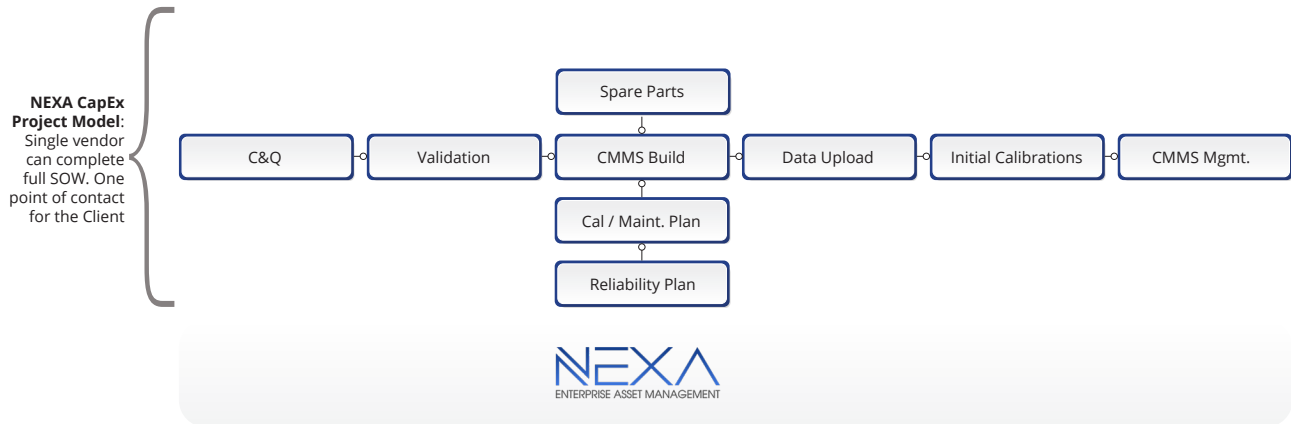 NEXA CapEx
Project Model:
Single vendor
can complete
full SOW. One
point of contact
for the Client
Spare Parts
C&Q
Validation
CMMS Build
Data Upload
Initial Calibrations
CMMS Mgmt.
Cal / Maint. Plan
Reliability Plan
NEXA
ENTERPRISE ASSET MANAGEMENT